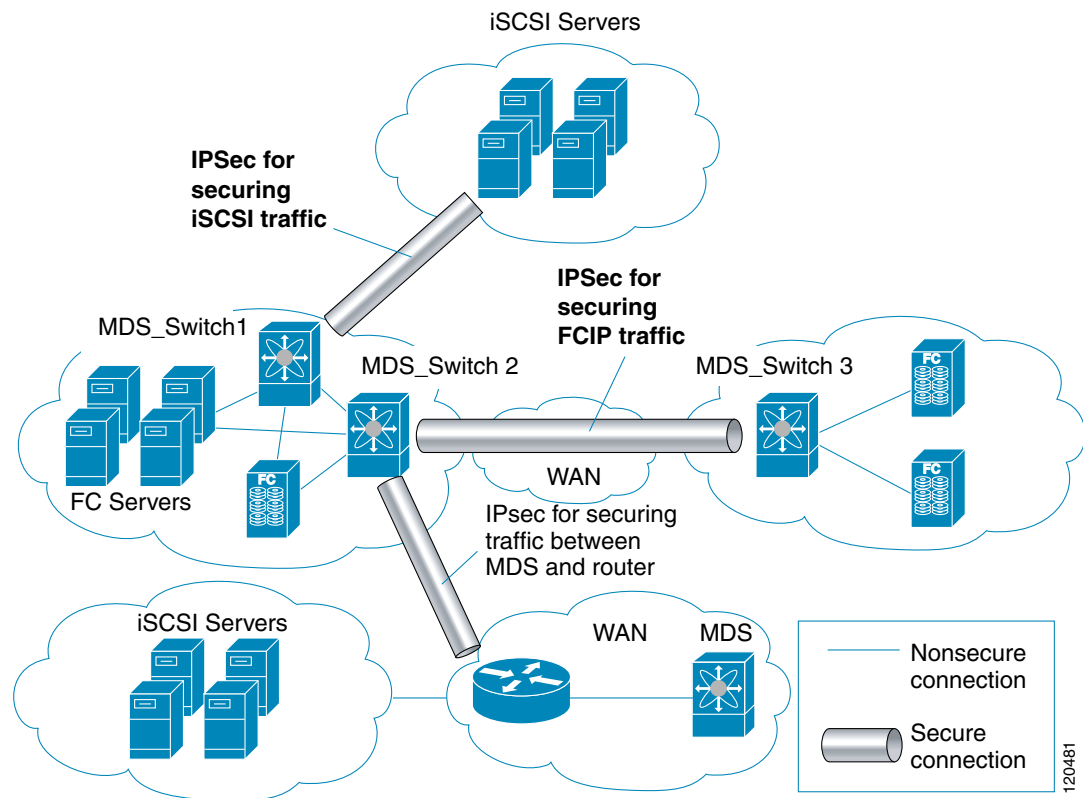 iSCSI Servers
IPSec for
securing
iSCSI traffic
IPSec for
securing
FCIP traffic
MDS_Switch1
MDS_Switch 2
MDS_Switch 3
FC
FC
FC
FC Servers
WAN
IPsec for securing
traffic between
MDS and router
iSCSI Servers
WAN
MDS
Nonsecure
connection
Secure
connection
120481